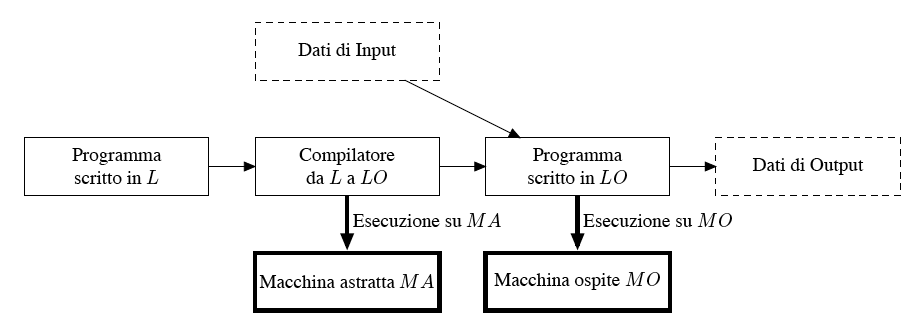 Dati di Input
Programma
scritto in L
Compilatore
da L a LO
Programma
scritto in LO
Dati di Output
Esecuzione su MA
Esecuzione su MO
Macchina astratta MA
Macchina ospite MO